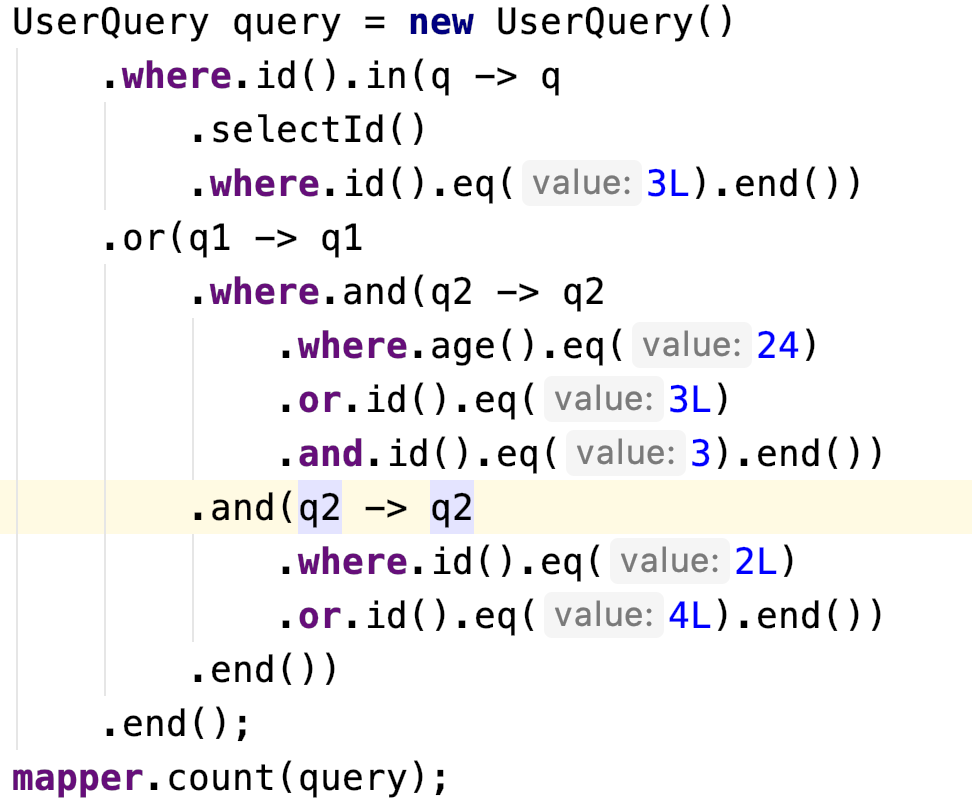 UserQuery query = new UserQuery()
.where.id().in(q -> q
.selectId()
.where.id().eq( value: 3L).end())
.or(q1 -> q1
.where.and(q2 -> q2
.where.age().eq( value: 24)
.or.id().eq( value: 3L)
.and.id().eq( value: 3).end())
.and(q2 -> q2
.where.id().eq( value: 2L)
.or.id().eq( value: 4L).end())
.end())
.end();
mapper.count(query);